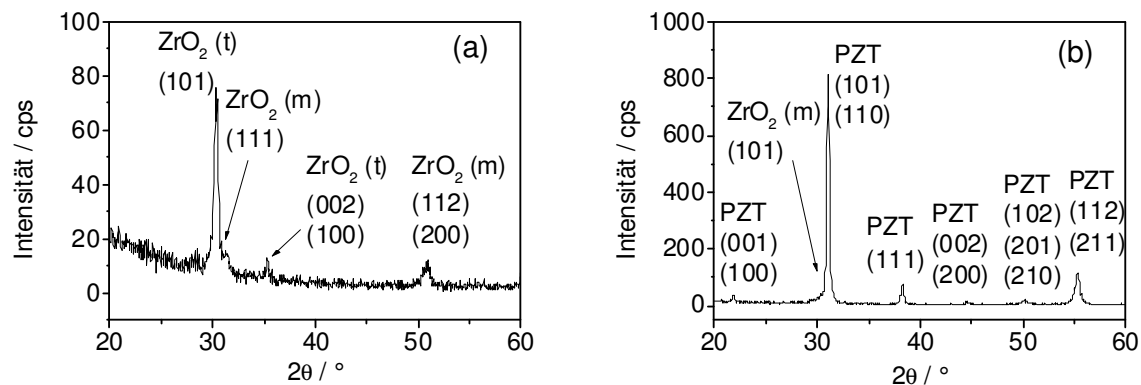 (a)
Intensität / cps
100
80
60
40
20
0
ZrO₂ (t)
(101)
ZrO₂ (m)
(111)
ZrO₂ (t)
(002)
(100)
ZrO₂ (m)
(112)
(200)
20 30 40 50 60
2θ / °
(b)
Intensität / cps
1000
800
600
400
200
0
PZT
(001)
(100)
ZrO₂ (m)
(101)
PZT
(101)
(110)
PZT
(111)
PZT
(002)
(200)
PZT
(102)
(201)
(210)
PZT
(112)
(211)
20 30 40 50 60
2θ / °